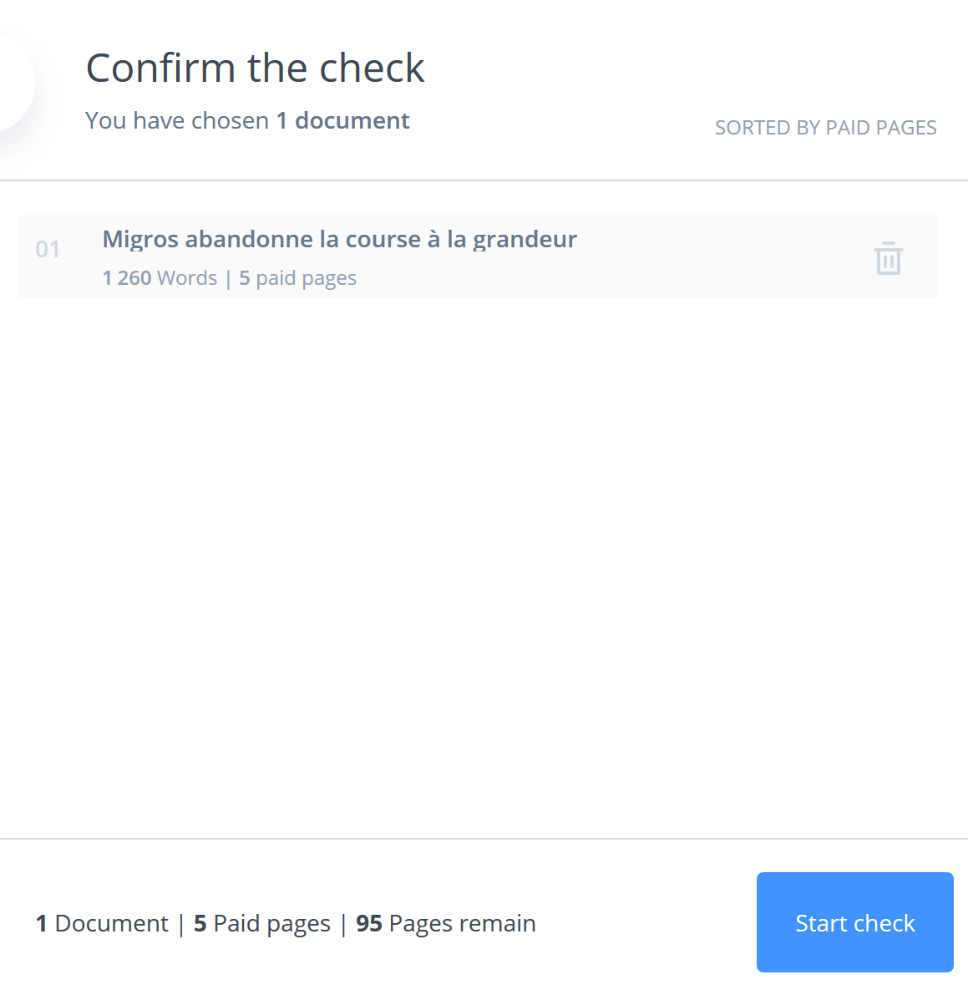 Confirm the check
You have chosen 1 document
SORTED BY PAID PAGES
01
Migros abandonne la course à la grandeur
1 260 Words | 5 paid pages
1 Document | 5 Paid pages | 95 Pages remain
Start check